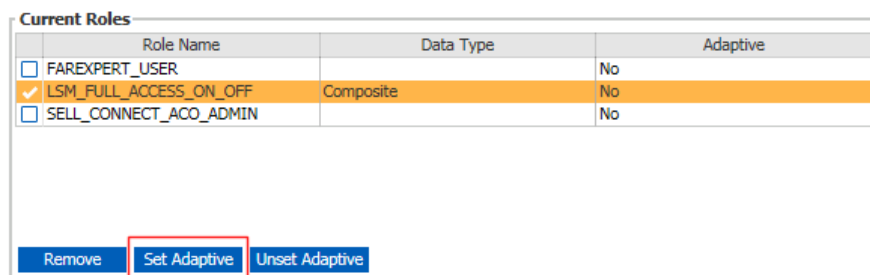 Current Roles
Role Name Data Type Adaptive
FAREXPERT_USER No
LSM_FULL_ACCESS_ON_OFF Composite No
SELL_CONNECT_ACO_ADMIN No
Remove Set Adaptive Unset Adaptive